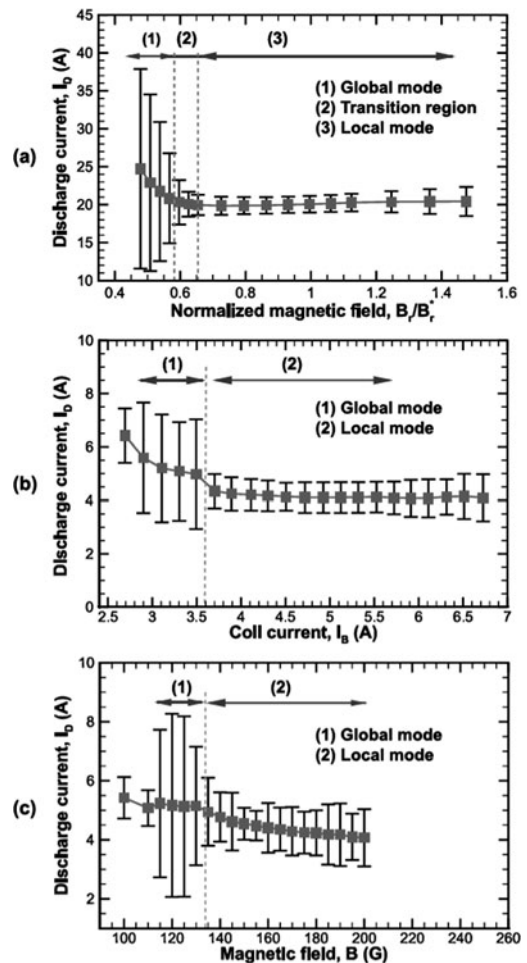 (a)
Discharge current, I_D (A)
45
40
35
30
25
20
15
10
(1) (2) (3)
(1) Global mode
(2) Transition region
(3) Local mode
0.4 0.6 0.8 1 1.2 1.4 1.6
Normalized magnetic field, B_r/B_r^*
(b)
Discharge current, I_D (A)
10
8
6
4
2
0
(1) (2)
(1) Global mode
(2) Local mode
2.5 3 3.5 4 4.5 5 5.5 6 6.5 7
Coil current, I_B (A)
(c)
Discharge current, I_D (A)
10
8
6
4
2
(1) (2)
(1) Global mode
(2) Local mode
100 120 140 160 180 200 220 240 260
Magnetic field, B (G)